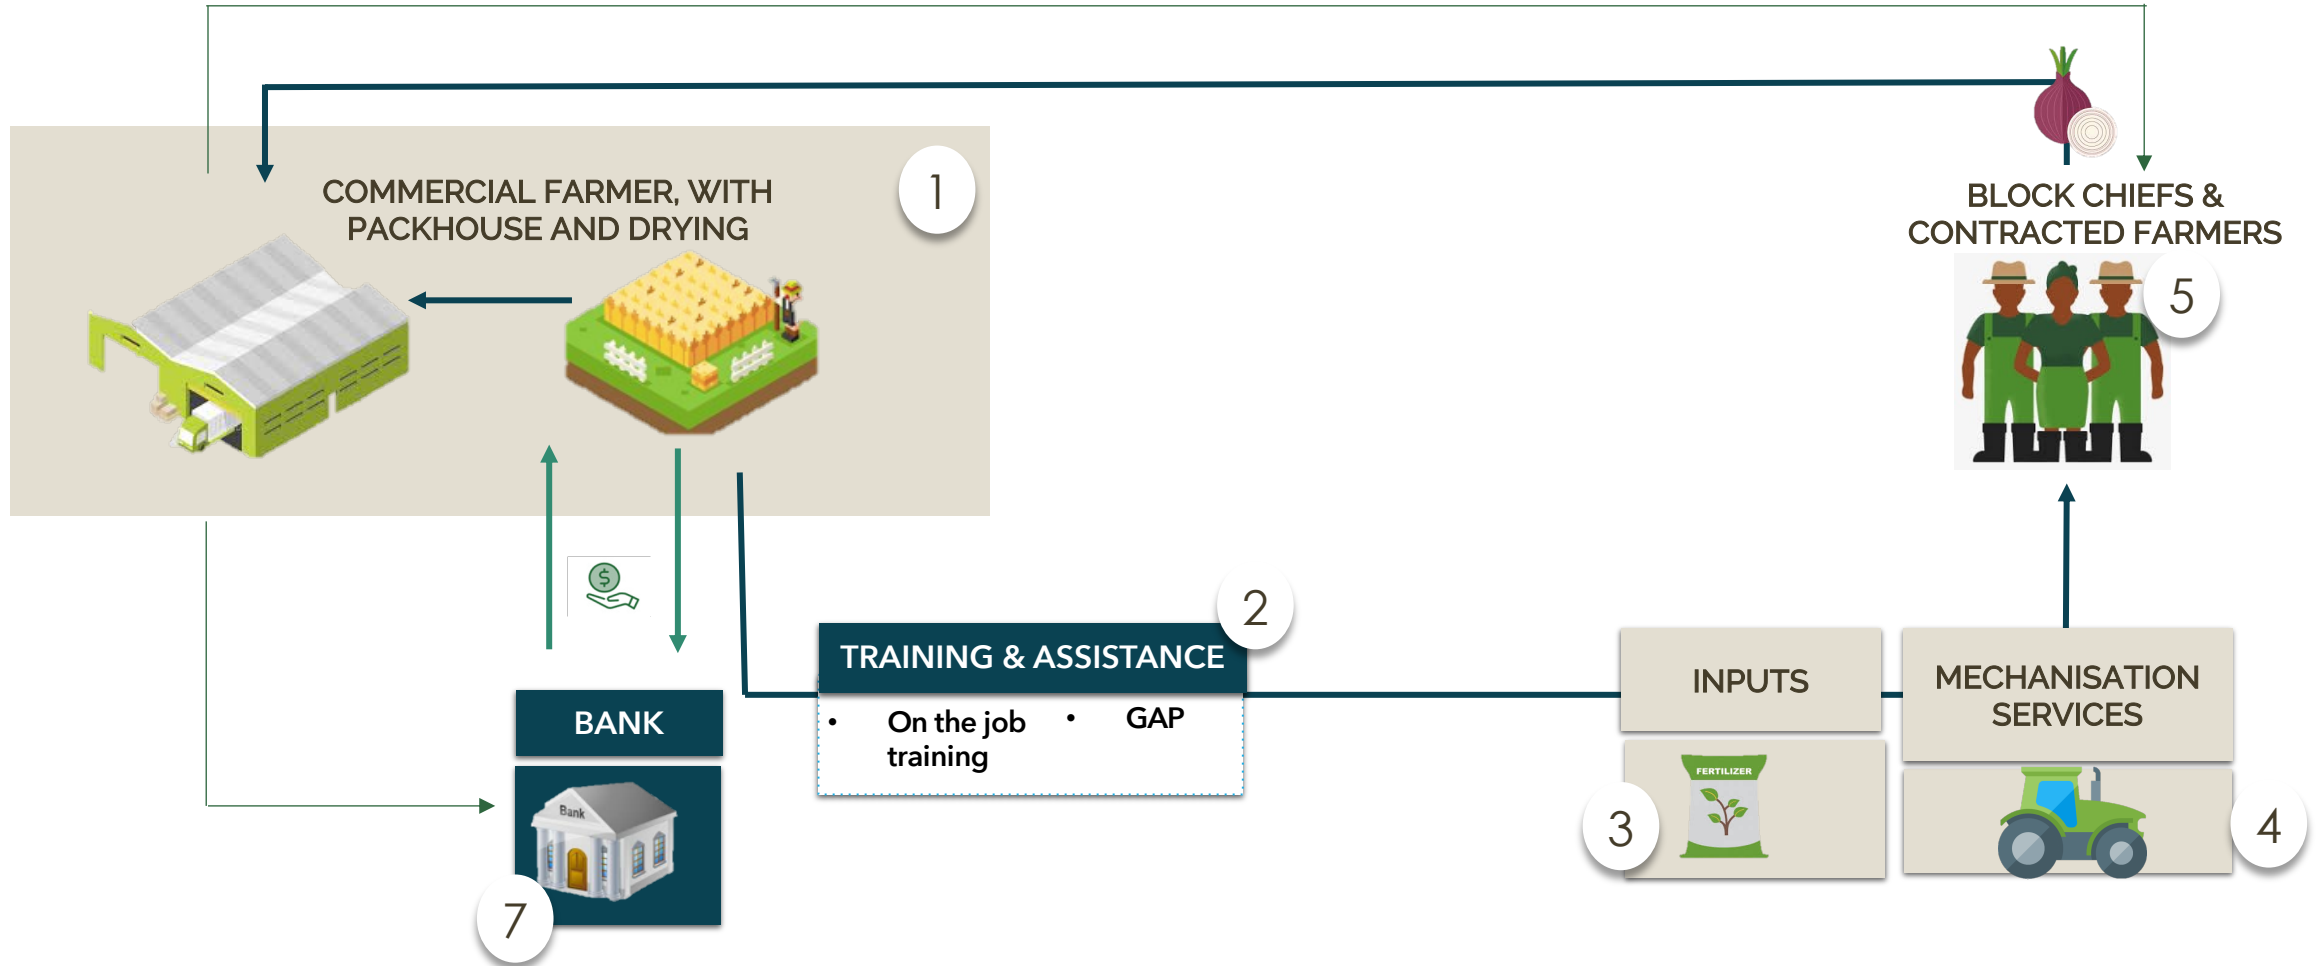 COMMERCIAL FARMER, WITH
PACKHOUSE AND DRYING
1
BLOCK CHIEFS &
CONTRACTED FARMERS
5
$
2
TRAINING & ASSISTANCE
• On the job
training
• GAP
INPUTS
MECHANISATION
SERVICES
BANK
FERTILIZER
3
4
Bank
7